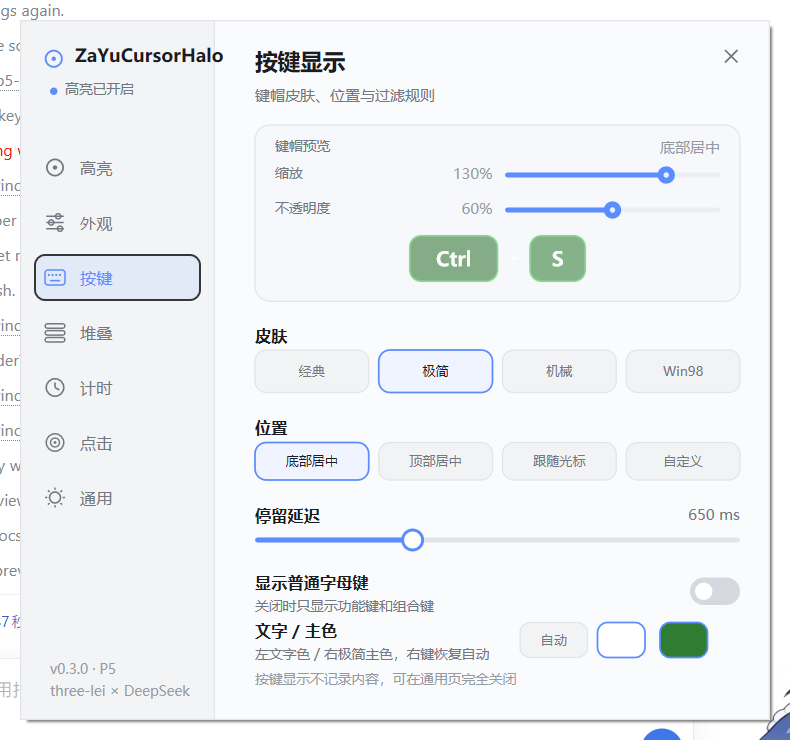 gs again.
ZaYuCursorHalo
高亮已开启
高亮
外观
按键
堆叠
计时
点击
通用
v0.3.0 · P5
three-lei × DeepSeek
按键显示
键帽皮肤、位置与过滤规则
键帽预览 底部居中
缩放 130%
不透明度 60%
Ctrl + S
皮肤
经典 极简 机械 Win98
位置
底部居中 顶部居中 跟随光标 自定义
停留延迟 650 ms
显示普通字母键
关闭时只显示功能键和组合键
文字 / 主色
左文字色 / 右极简主色，右键恢复自动
自动
按键显示不记录内容，可在通用页完全关闭